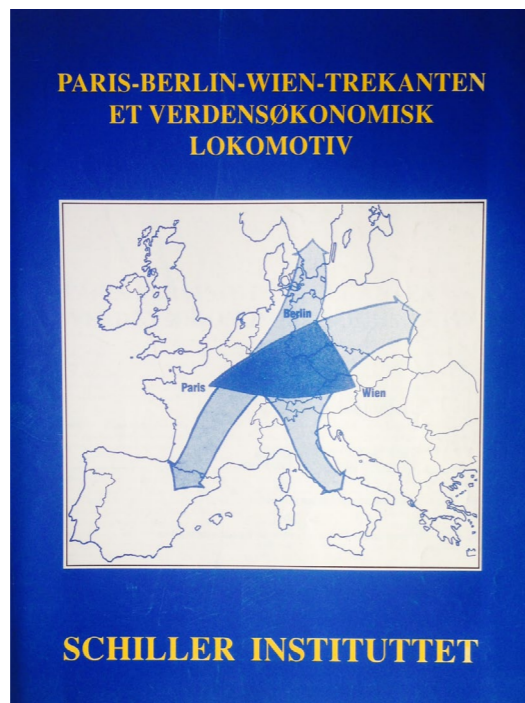 PARIS-BERLIN-WIEN-TREKANTEN
ET VERDENSØKONOMISK
LOKOMOTIV
Berlin
Paris
Wien
SCHILLER INSTITUTTET